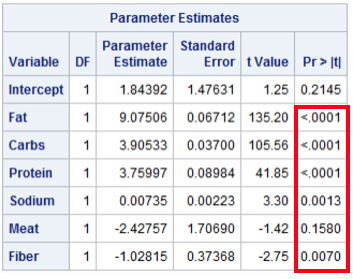 Parameter Estimates
Variable DF Parameter Estimate Standard Error t Value Pr > |t|
Intercept 1 1.84392 1.47631 1.25 0.2145
Fat 1 9.07506 0.06712 135.20 <.0001
Carbs 1 3.90533 0.03700 105.56 <.0001
Protein 1 3.75997 0.08984 41.85 <.0001
Sodium 1 0.00735 0.00223 3.30 0.0013
Meat 1 -2.42757 1.70690 -1.42 0.1580
Fiber 1 -1.02815 0.37368 -2.75 0.0070